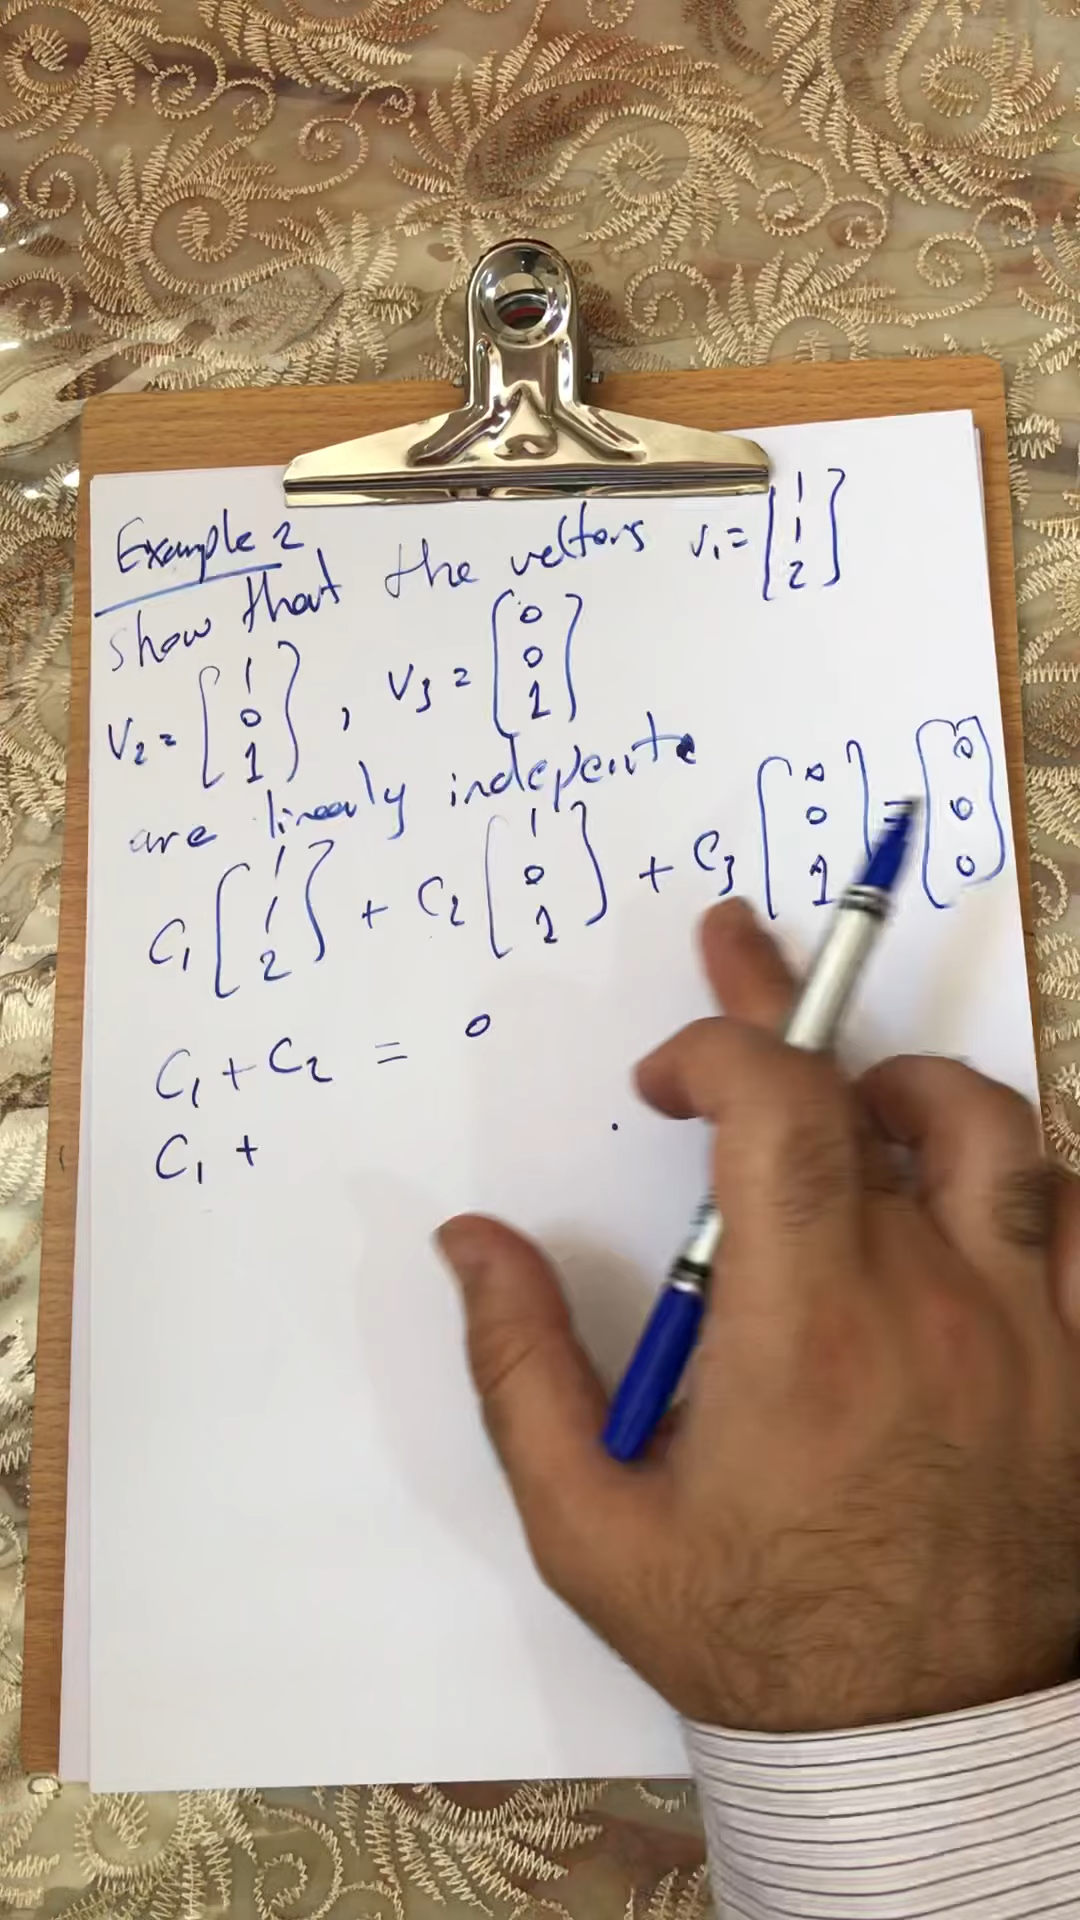 Example 2
show that the vectors v₁ = [1 1 2]
v₂ = [1 0 1] , v₃ = [0 0 1]
are linearly
C₁ [1 1 2] + C₂ [1 0 1] + C₃ [0 0 1] = [0 0 0]
C₁ + C₂ = 0
C₁ +